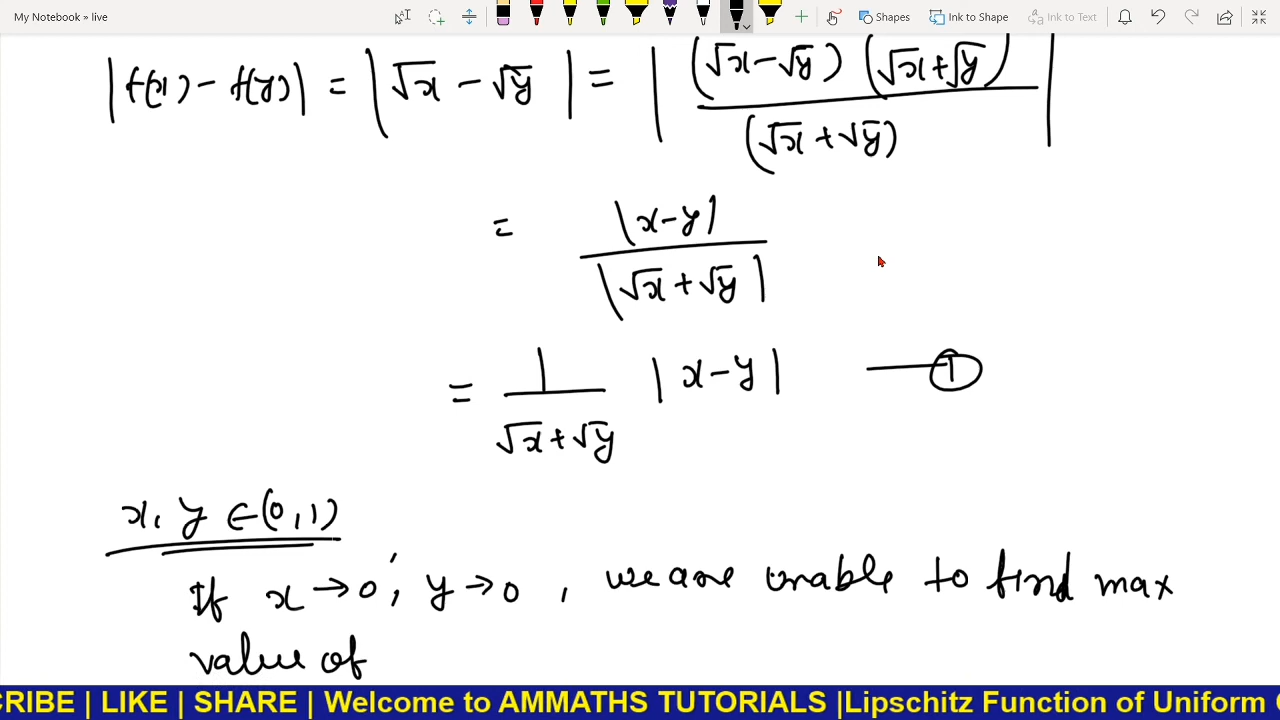 My Notebook » live
Shapes Ink to Shape Ink to Text
|f(x) - f(y)| = |√x - √y| = | (√x - √y) (√x + √y) / (√x + √y) |
= |x - y| / |√x + √y|
= 1 / (√x + √y) |x - y| —— ①
x, y ∈ (0, 1)
If x → 0, y → 0, we are unable to find max
value of
CRIBE | LIKE | SHARE | Welcome to AMMATHS TUTORIALS |Lipschitz Function of Uniform